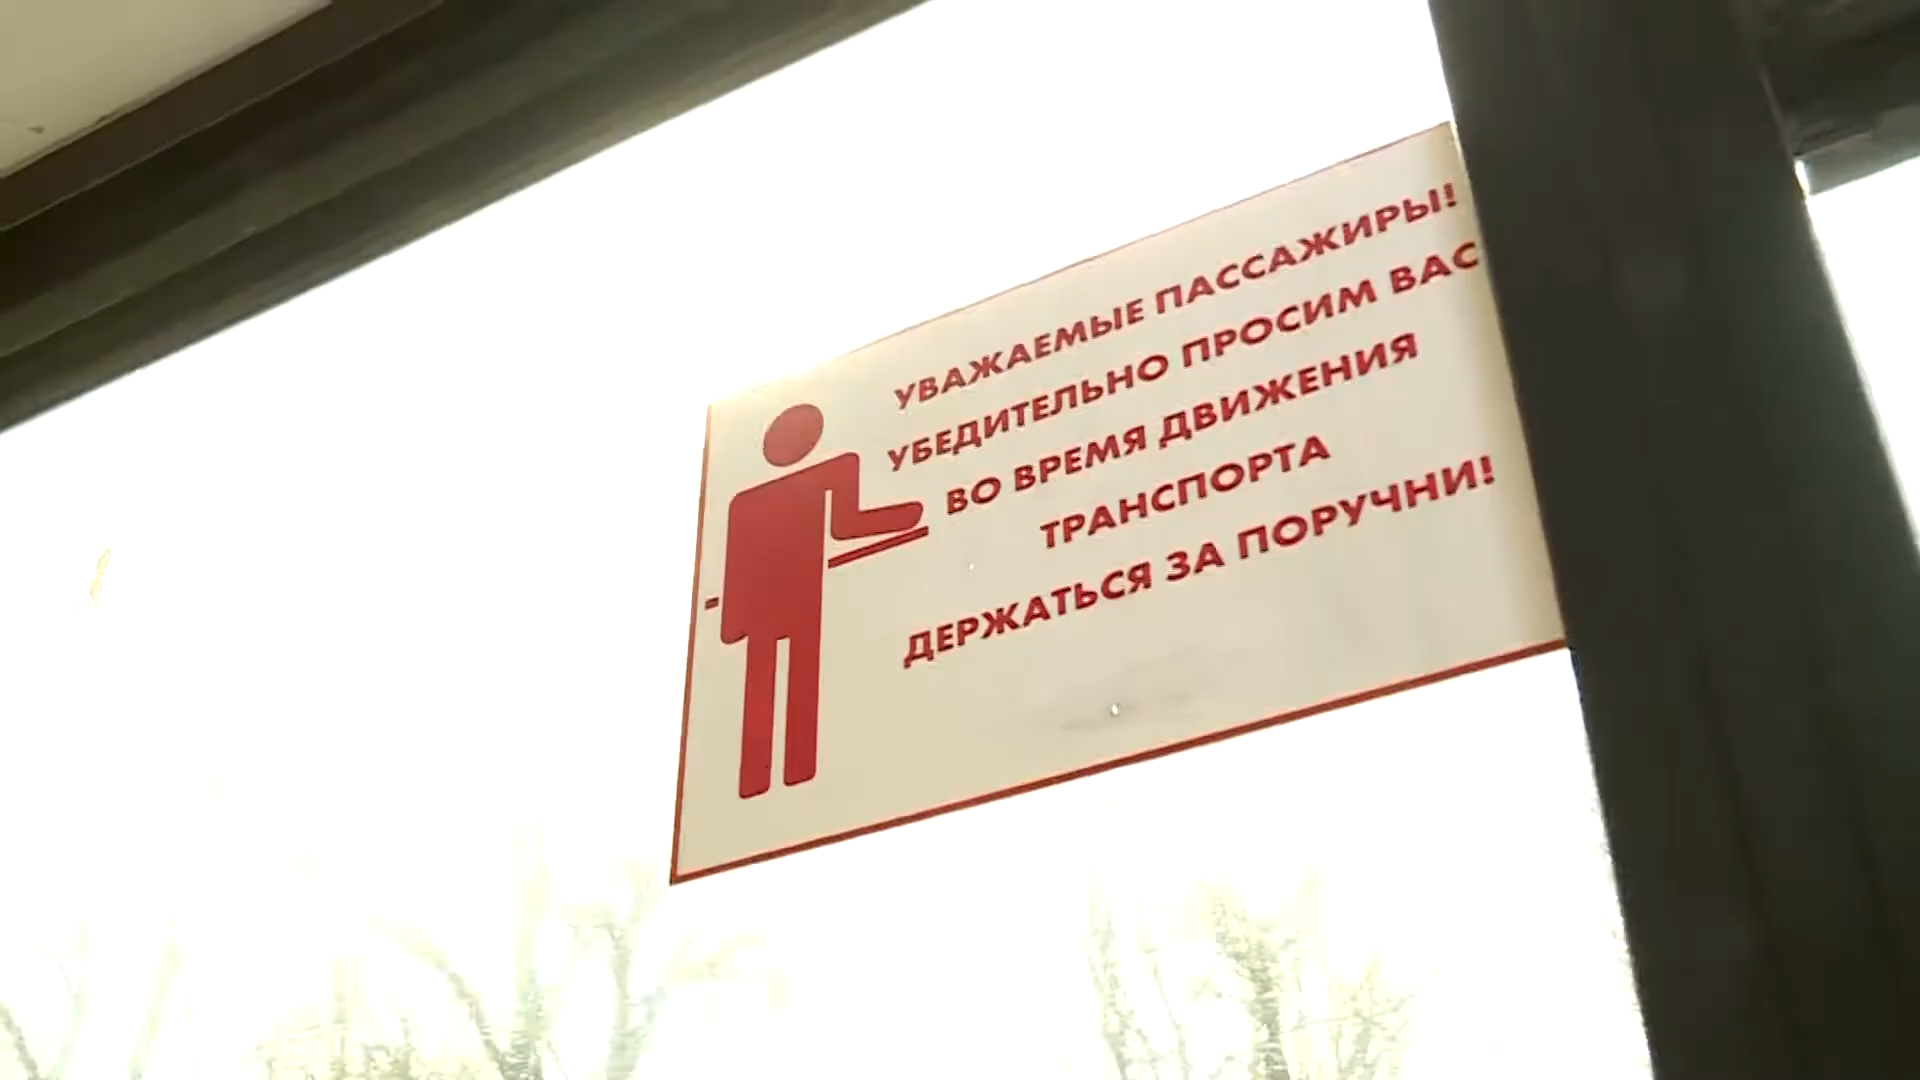 УВАЖАЕМЫЕ ПАССАЖИРЫ!
УБЕДИТЕЛЬНО ПРОСИМ ВАС
ВО ВРЕМЯ ДВИЖЕНИЯ
ТРАНСПОРТА
ДЕРЖАТЬСЯ ЗА ПОРУЧНИ!